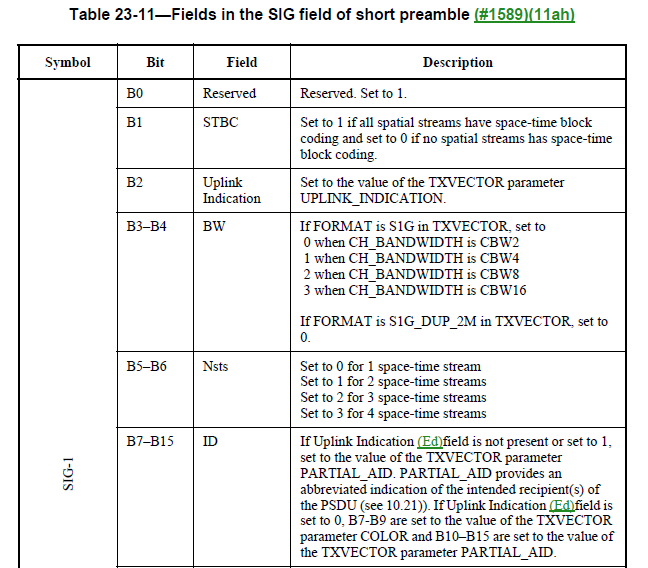 Table 23-11—Fields in the SIG field of short preamble (#1589)(11ah)
Symbol Bit Field Description
SIG-1
B0 Reserved Reserved. Set to 1.
B1 STBC Set to 1 if all spatial streams have space-time block
coding and set to 0 if no spatial streams has space-time
block coding.
B2 Uplink Set to the value of the TXVECTOR parameter
Indication UPLINK_INDICATION.
B3–B4 BW If FORMAT is S1G in TXVECTOR, set to
0 when CH_BANDWIDTH is CBW2
1 when CH_BANDWIDTH is CBW4
2 when CH_BANDWIDTH is CBW8
3 when CH_BANDWIDTH is CBW16
If FORMAT is S1G_DUP_2M in TXVECTOR, set to
0.
B5–B6 Nsts Set to 0 for 1 space-time stream
Set to 1 for 2 space-time streams
Set to 2 for 3 space-time streams
Set to 3 for 4 space-time streams
B7–B15 ID If Uplink Indication (Ed)field is not present or set to 1,
set to the value of the TXVECTOR parameter
PARTIAL_AID. PARTIAL_AID provides an
abbreviated indication of the intended recipient(s) of
the PSDU (see 10.21)). If Uplink Indication (Ed)field is
set to 0, B7-B9 are set to the value of the TXVECTOR
parameter COLOR and B10–B15 are set to the value of
the TXVECTOR parameter PARTIAL_AID.